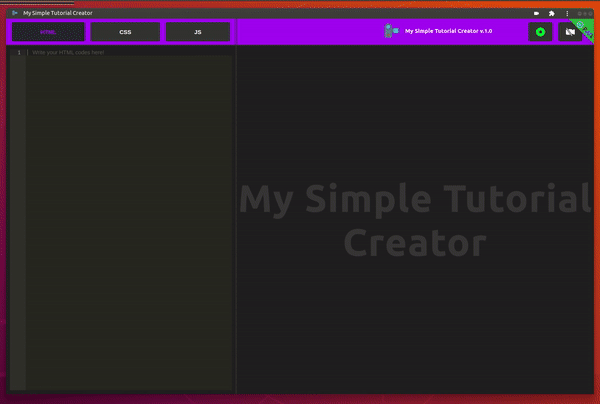 My Simple Tutorial Creator
HTML
CSS
JS
My Simple Tutorial Creator v.1.0
1
Write your HTML codes here!
My Simple Tutorial
Creator